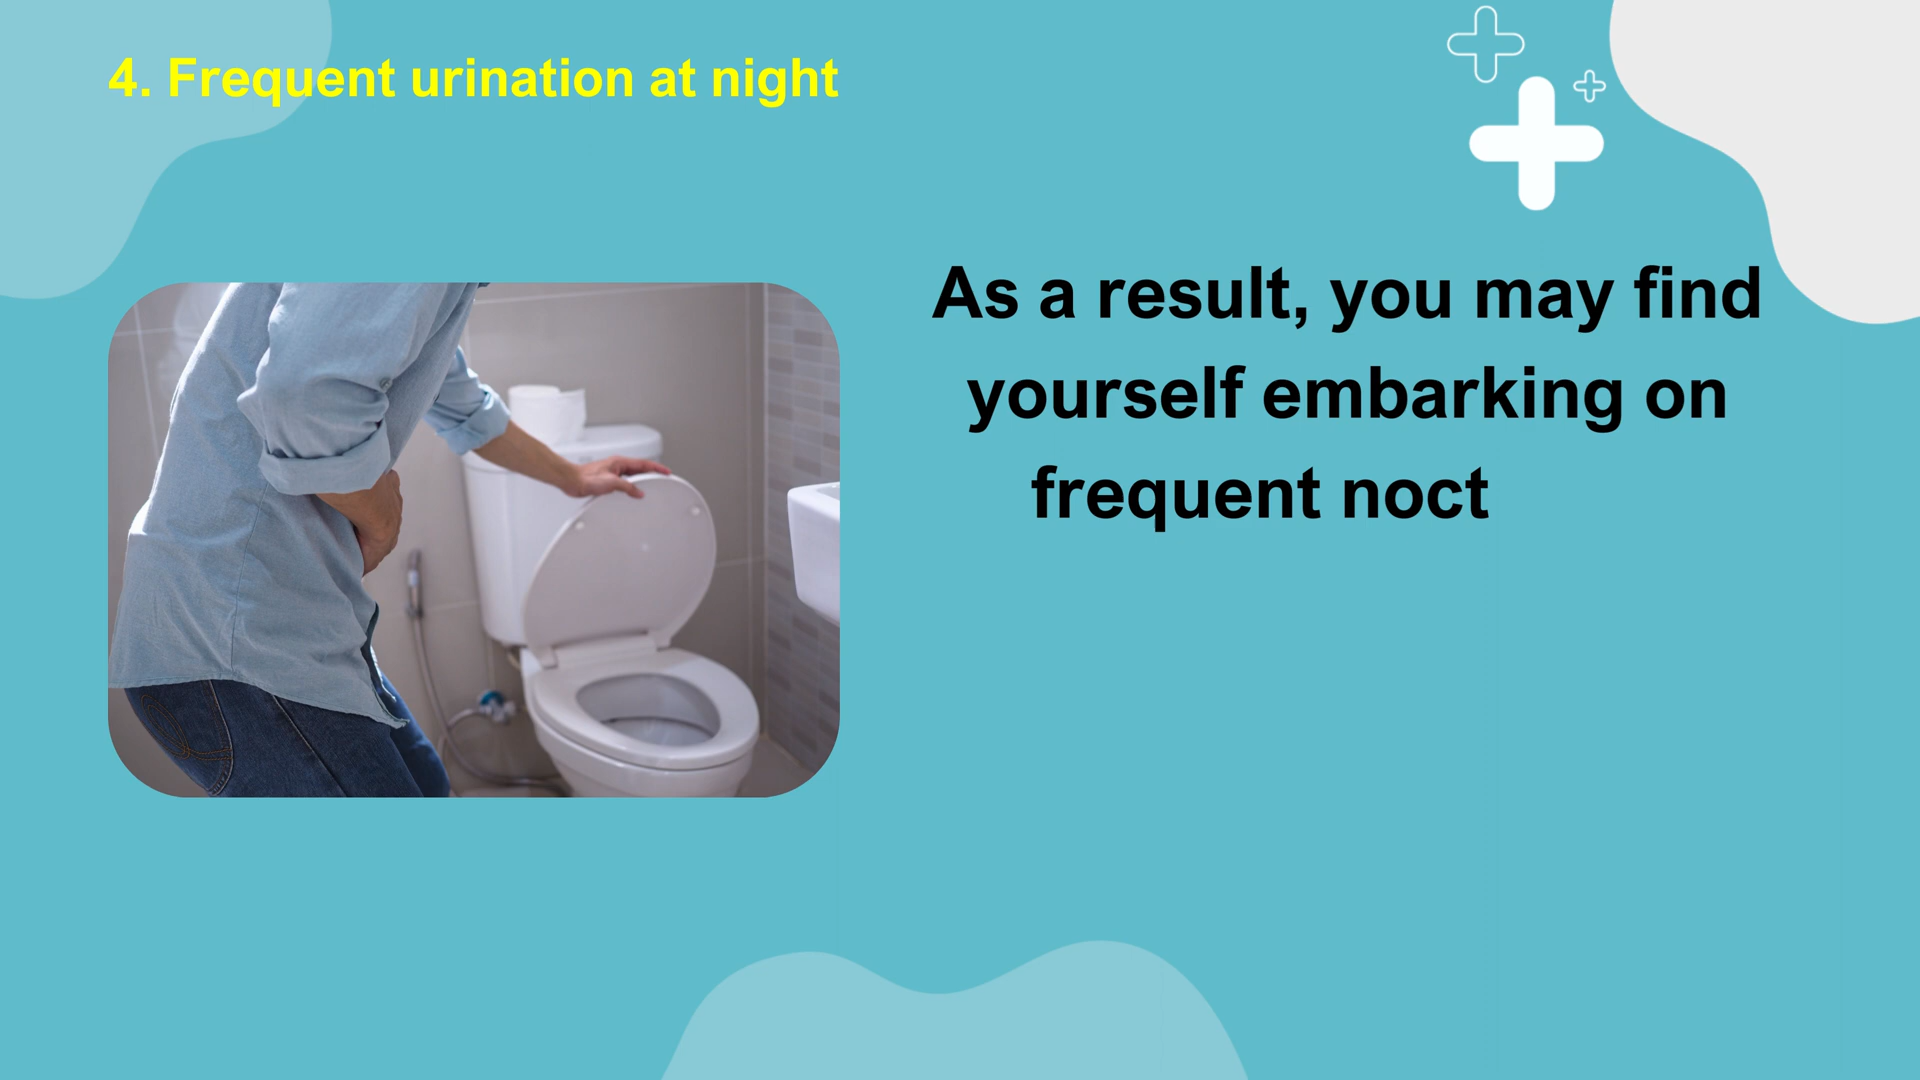 4. Frequent urination at night
As a result, you may find
yourself embarking on
frequent noct